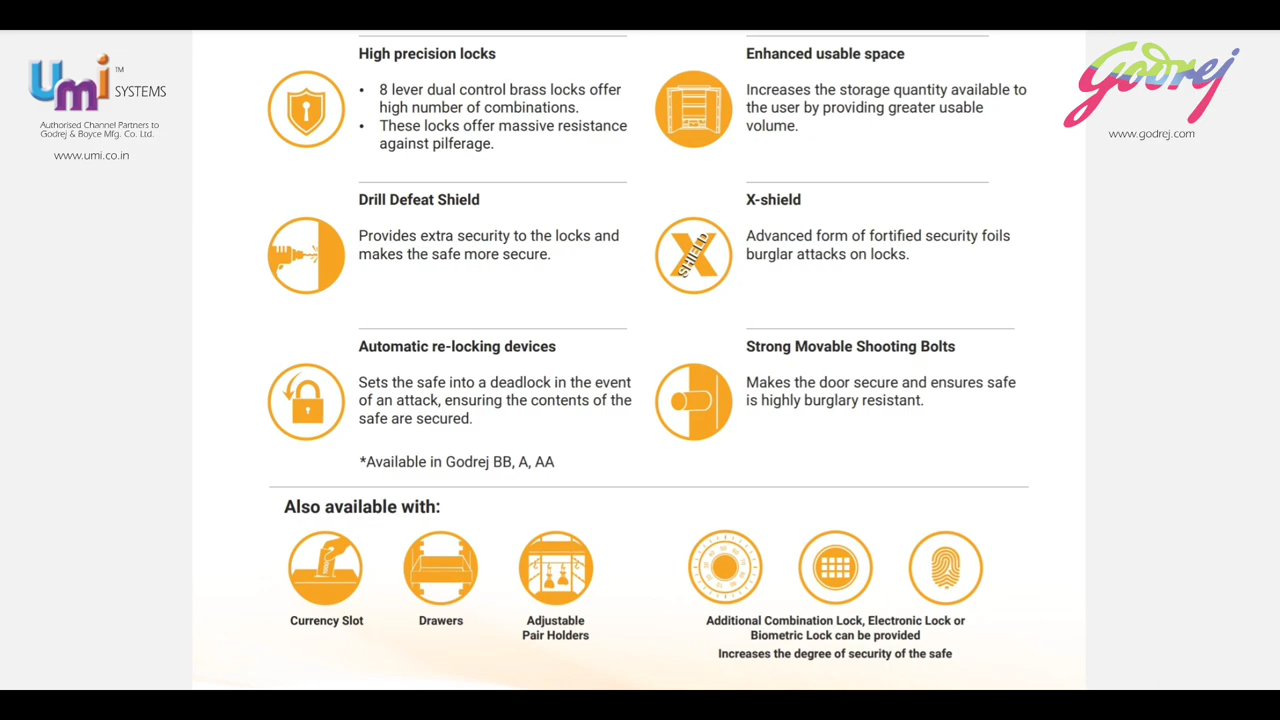 Umi™
SYSTEMS
Authorised Channel Partners to
Godrej & Boyce Mfg. Co. Ltd.
www.umi.co.in
Godrej
www.godrej.com
High precision locks
• 8 lever dual control brass locks offer
high number of combinations.
• These locks offer massive resistance
against pilferage.
Enhanced usable space
Increases the storage quantity available to
the user by providing greater usable
volume.
Drill Defeat Shield
Provides extra security to the locks and
makes the safe more secure.
X-shield
X SHIELD
Advanced form of fortified security foils
burglar attacks on locks.
Automatic re-locking devices
Sets the safe into a deadlock in the event
of an attack, ensuring the contents of the
safe are secured.
*Available in Godrej BB, A, AA
Strong Movable Shooting Bolts
Makes the door secure and ensures safe
is highly burglary resistant.
Also available with:
Currency Slot
Drawers
Adjustable
Pair Holders
Additional Combination Lock, Electronic Lock or
Biometric Lock can be provided
Increases the degree of security of the safe